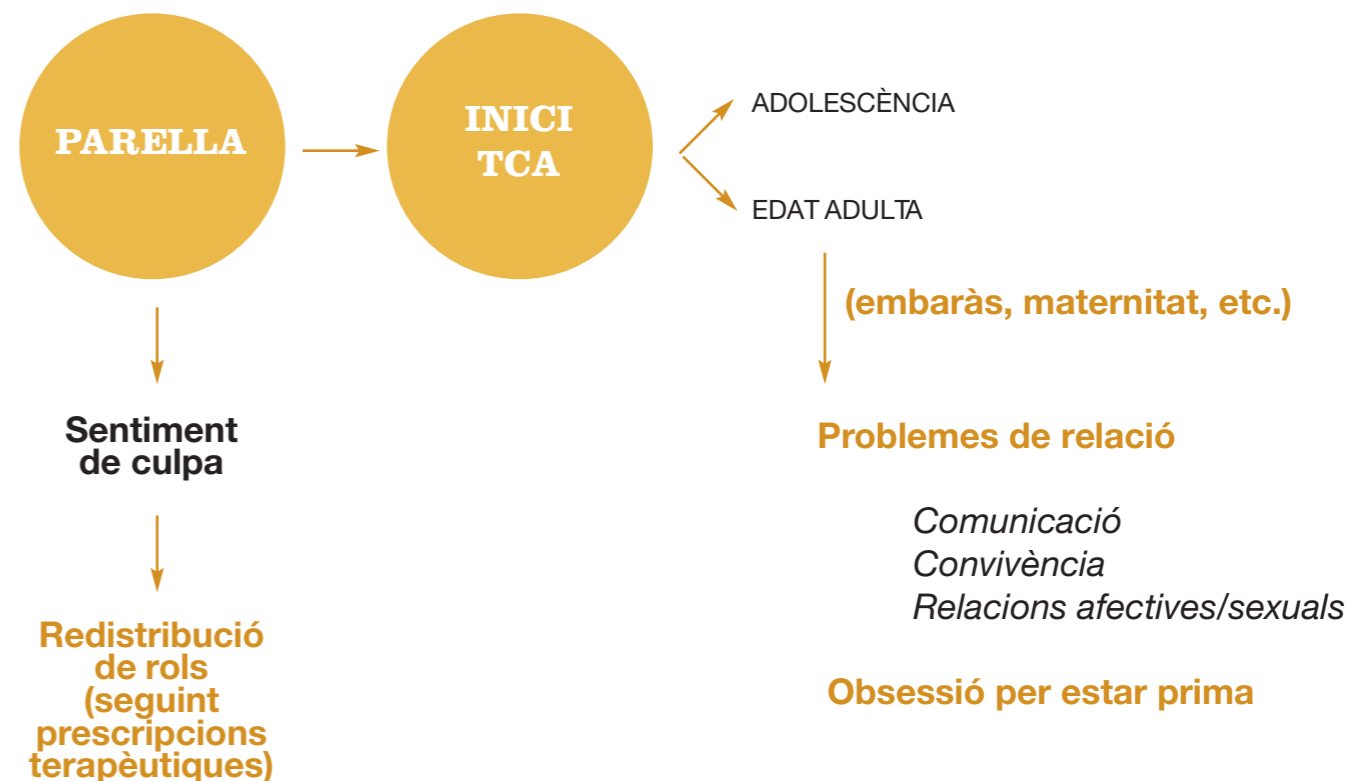 PARELLA
INICI
TCA
ADOLESCÈNCIA
EDAT ADULTA
(embaràs, maternitat, etc.)
Sentiment
de culpa
Problemes de relació
Comunicació
Convivència
Relacions afectives/sexuals
Redistribució
de rols
(seguint
prescripcions
terapèutiques)
Obsessió per estar prima